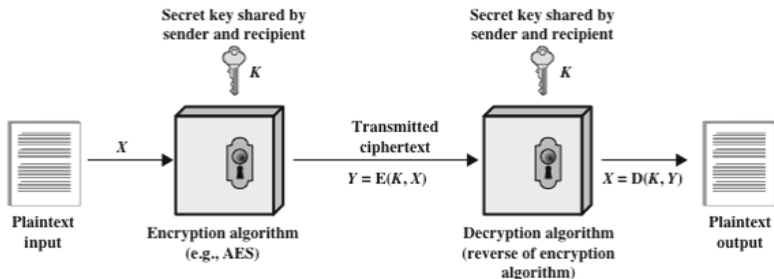 Secret key shared by
sender and recipient
K
Secret key shared by
sender and recipient
K
X
Transmitted
ciphertext
Y = E(K, X)
X = D(K, Y)
Plaintext
input
Encryption algorithm
(e.g., AES)
Decryption algorithm
(reverse of encryption
algorithm)
Plaintext
output